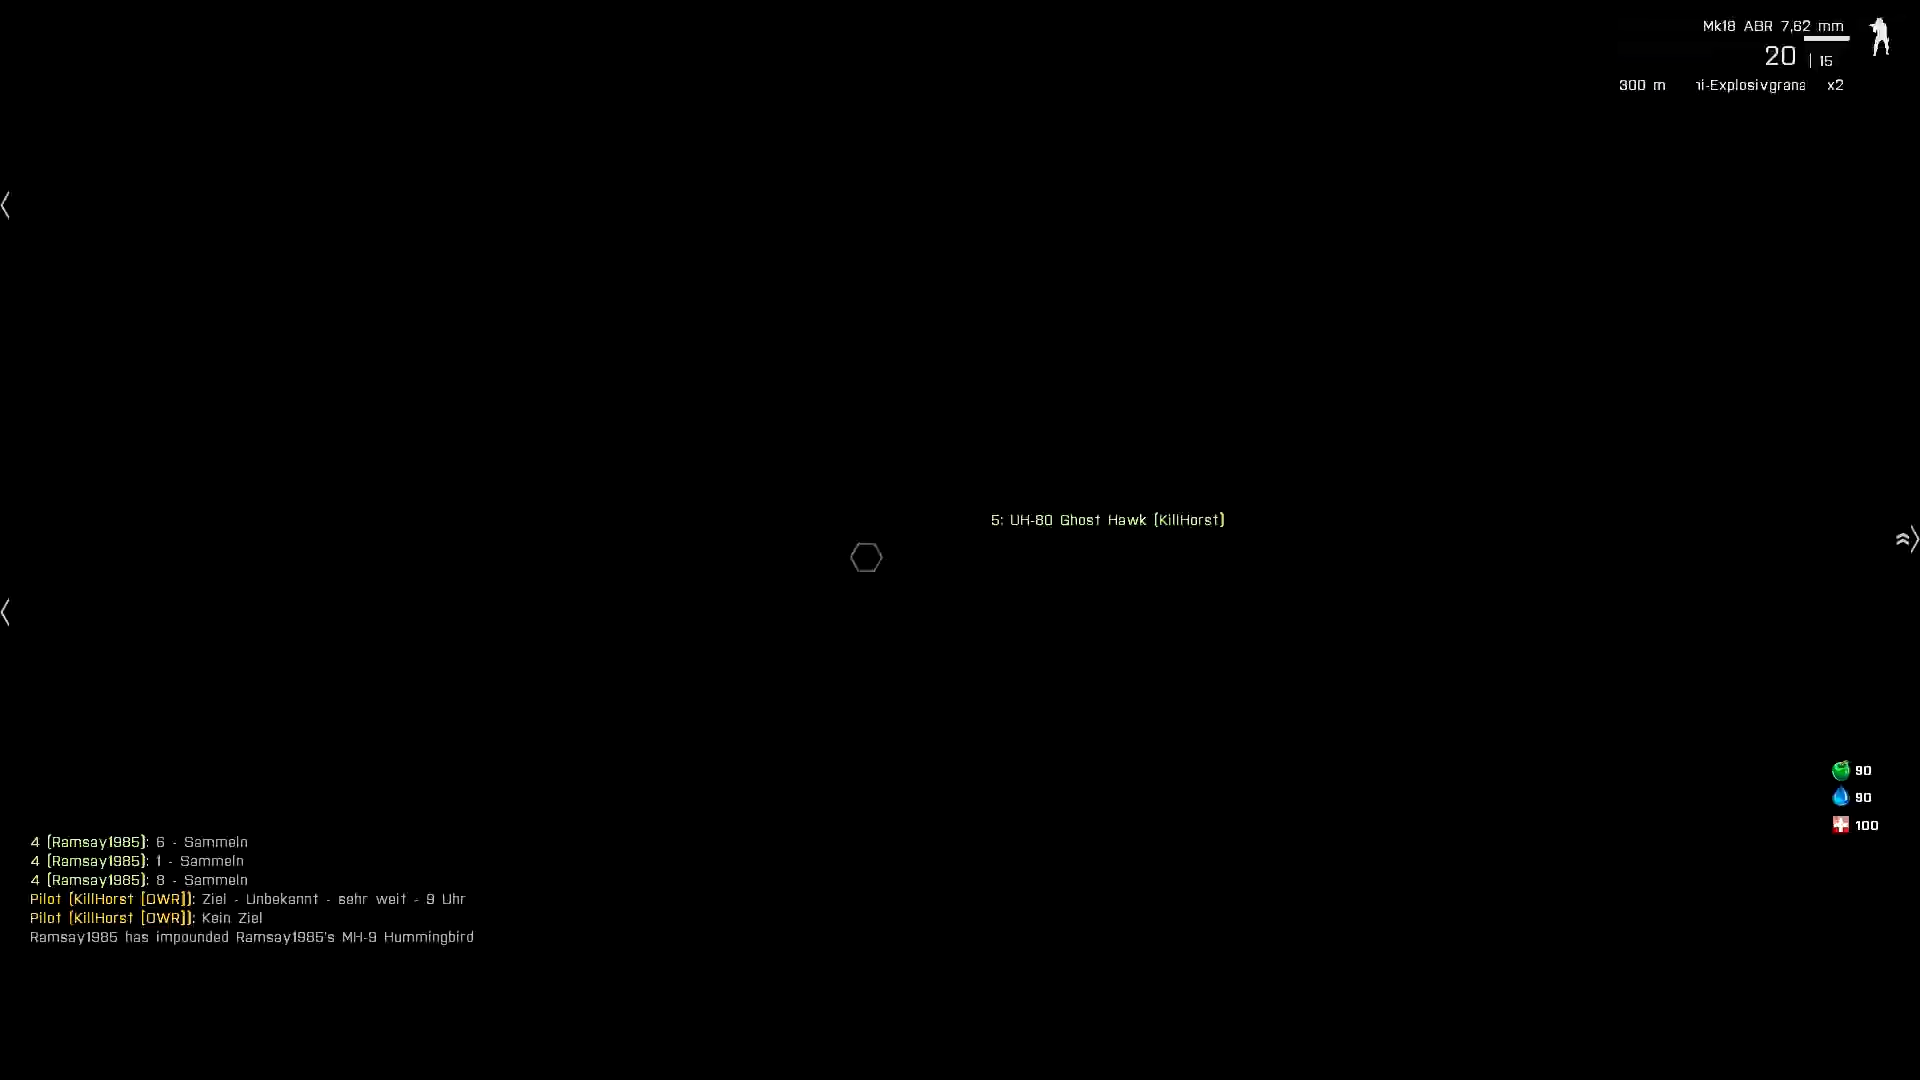 Mk18 ABR 7,62 mm
20 | 15
300 m ni-Explosivgrana x2
5: UH-80 Ghost Hawk (KillHorst)
90
90
100
4 (Ramsay1985): 6 - Sammeln
4 (Ramsay1985): 1 - Sammeln
4 (Ramsay1985): 8 - Sammeln
Pilot (KillHorst [OWR]): Ziel - Unbekannt - sehr weit - 9 Uhr
Pilot (KillHorst [OWR]): Kein Ziel
Ramsay1985 has impounded Ramsay1985's MH-9 Hummingbird